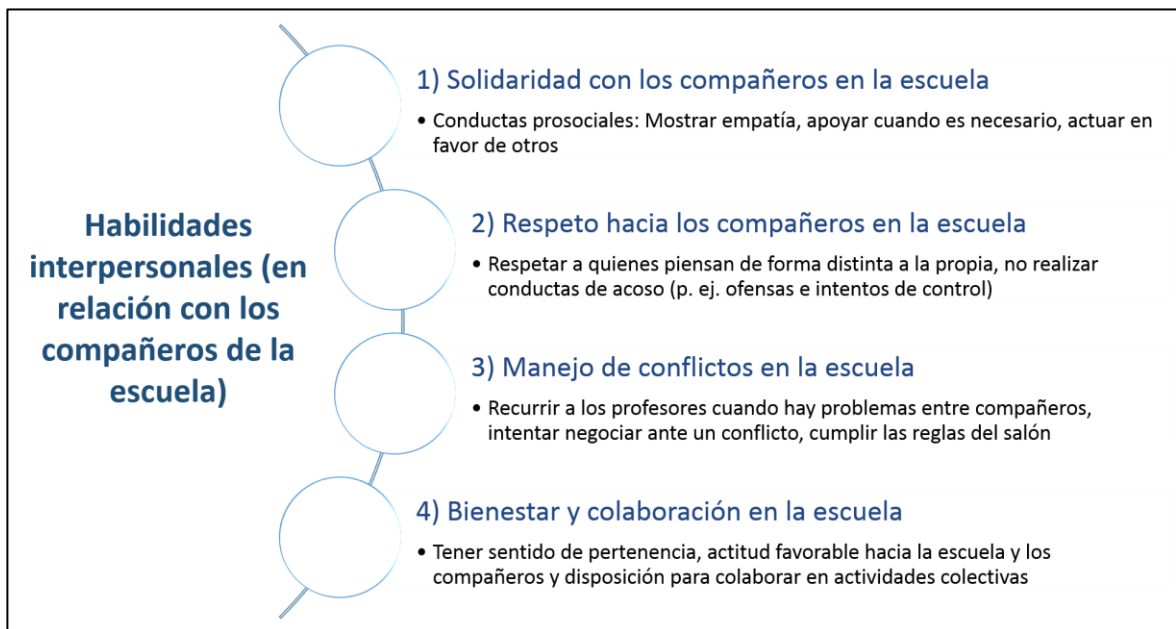 Habilidades
interpersonales (en
relación con los
compañeros de la
escuela)
1) Solidaridad con los compañeros en la escuela
• Conductas prosociales: Mostrar empatía, apoyar cuando es necesario, actuar en
favor de otros
2) Respeto hacia los compañeros en la escuela
• Respetar a quienes piensan de forma distinta a la propia, no realizar
conductas de acoso (p. ej. ofensas e intentos de control)
3) Manejo de conflictos en la escuela
• Recurrir a los profesores cuando hay problemas entre compañeros,
intentar negociar ante un conflicto, cumplir las reglas del salón
4) Bienestar y colaboración en la escuela
• Tener sentido de pertenencia, actitud favorable hacia la escuela y los
compañeros y disposición para colaborar en actividades colectivas